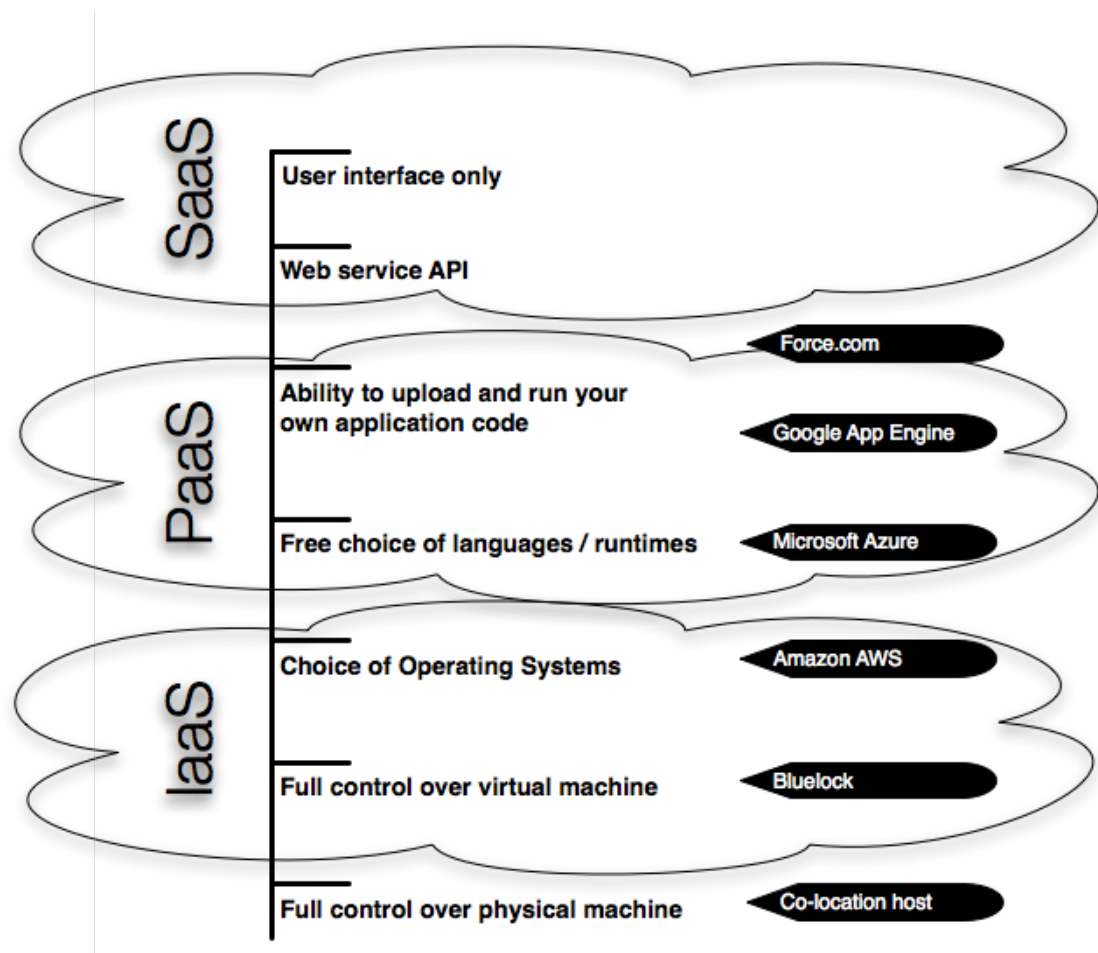 SaaS
User interface only
Web service API
Force.com
PaaS
Ability to upload and run your
own application code
Google App Engine
Free choice of languages / runtimes
Microsoft Azure
IaaS
Choice of Operating Systems
Amazon AWS
Full control over virtual machine
Bluelock
Full control over physical machine
Co-location host